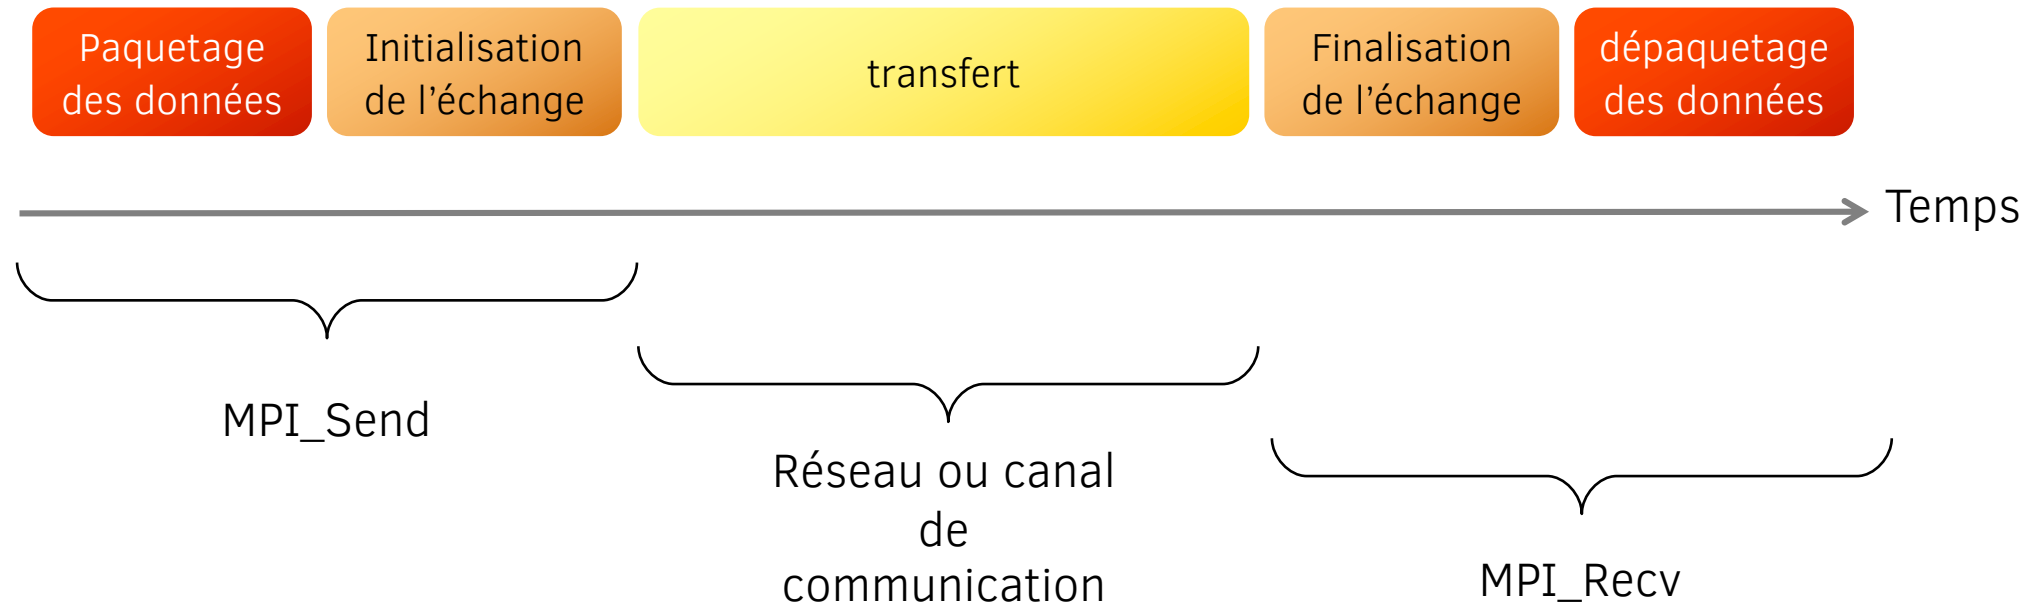 Paquetage
des données
Initialisation
de l'échange
transfert
Finalisation
de l'échange
dépaquetage
des données
Temps
MPI_Send
Réseau ou canal
de
communication
MPI_Recv